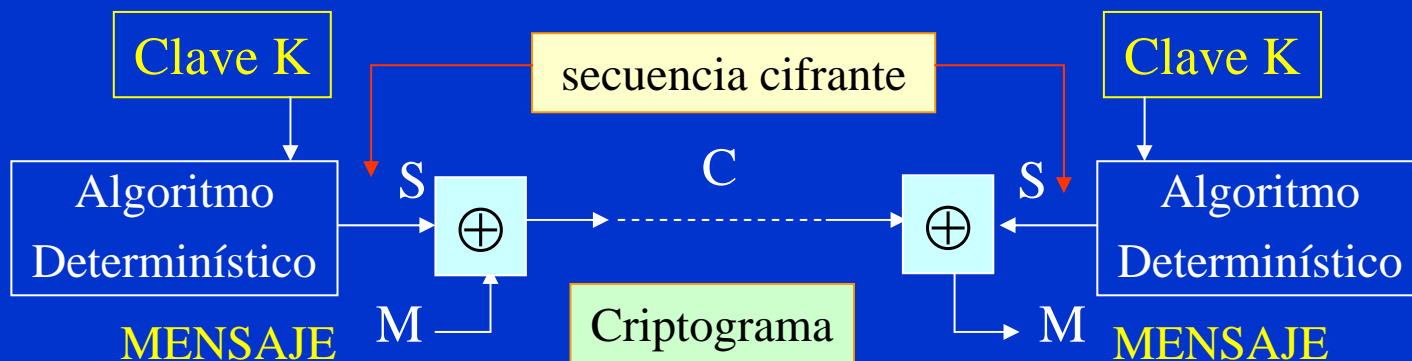 Clave K
secuencia cifrante
Clave K
Algoritmo
Determinístico
S
⊕
C
⊕
S
Algoritmo
Determinístico
MENSAJE M
Criptograma
M MENSAJE